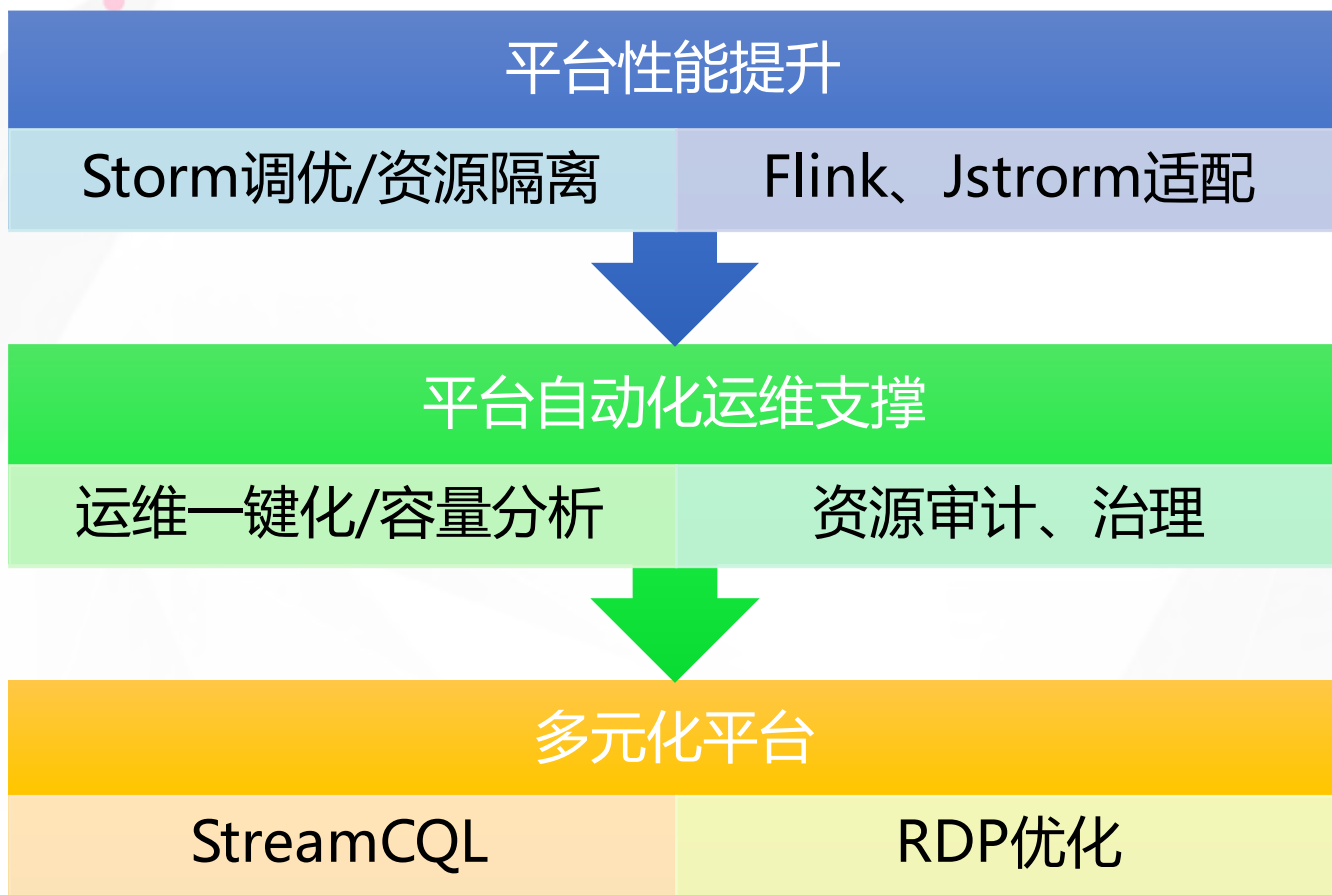 平台性能提升
Storm调优/资源隔离
Flink、Jstrorm适配
平台自动化运维支撑
运维一键化/容量分析
资源审计、治理
多元化平台
StreamCQL
RDP优化